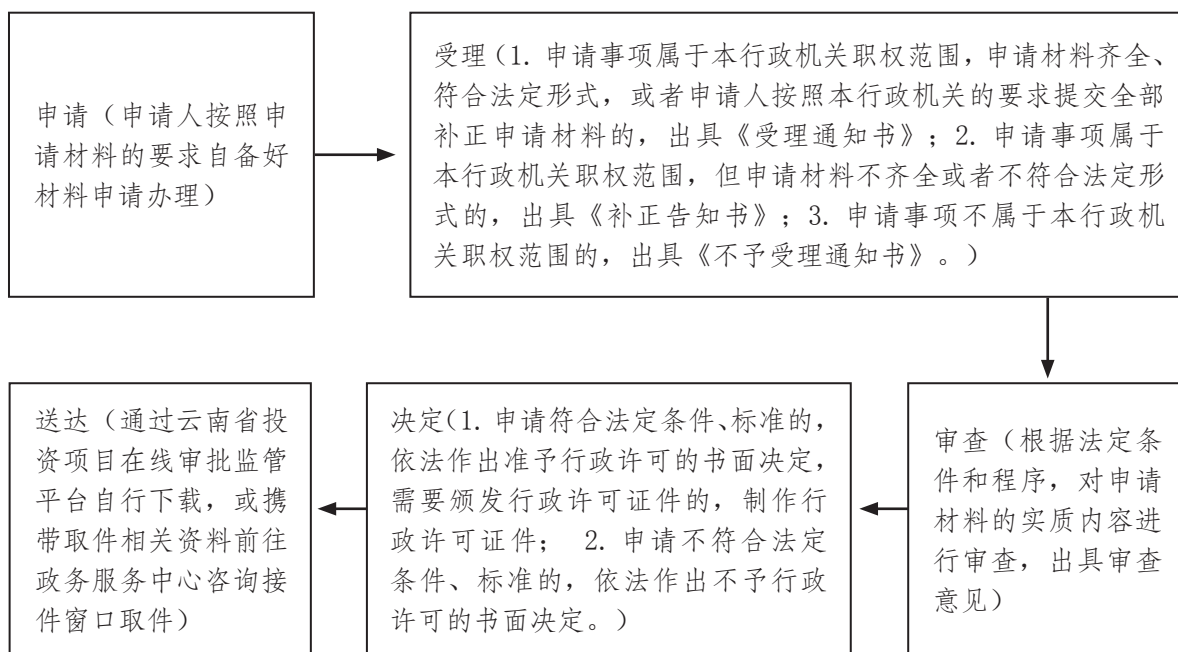 申请（申请人按照申
请材料的要求自备好
材料申请办理）
受理（1. 申请事项属于本行政机关职权范围，申请材料齐全、
符合法定形式，或者申请人按照本行政机关的要求提交全部
补正申请材料的，出具《受理通知书》；2. 申请事项属于
本行政机关职权范围，但申请材料不齐全或者不符合法定形
式的，出具《补正告知书》；3. 申请事项不属于本行政机
关职权范围的，出具《不予受理通知书》。）
审查（根据法定条
件和程序，对申请
材料的实质内容进
行审查，出具审查
意见）
决定（1. 申请符合法定条件、标准的，
依法作出准予行政许可的书面决定，
需要颁发行政许可证件的，制作行
政许可证件； 2. 申请不符合法定
条件、标准的，依法作出不予行政
许可的书面决定。）
送达（通过云南省投
资项目在线审批监管
平台自行下载，或携
带取件相关资料前往
政务服务中心咨询接
件窗口取件）